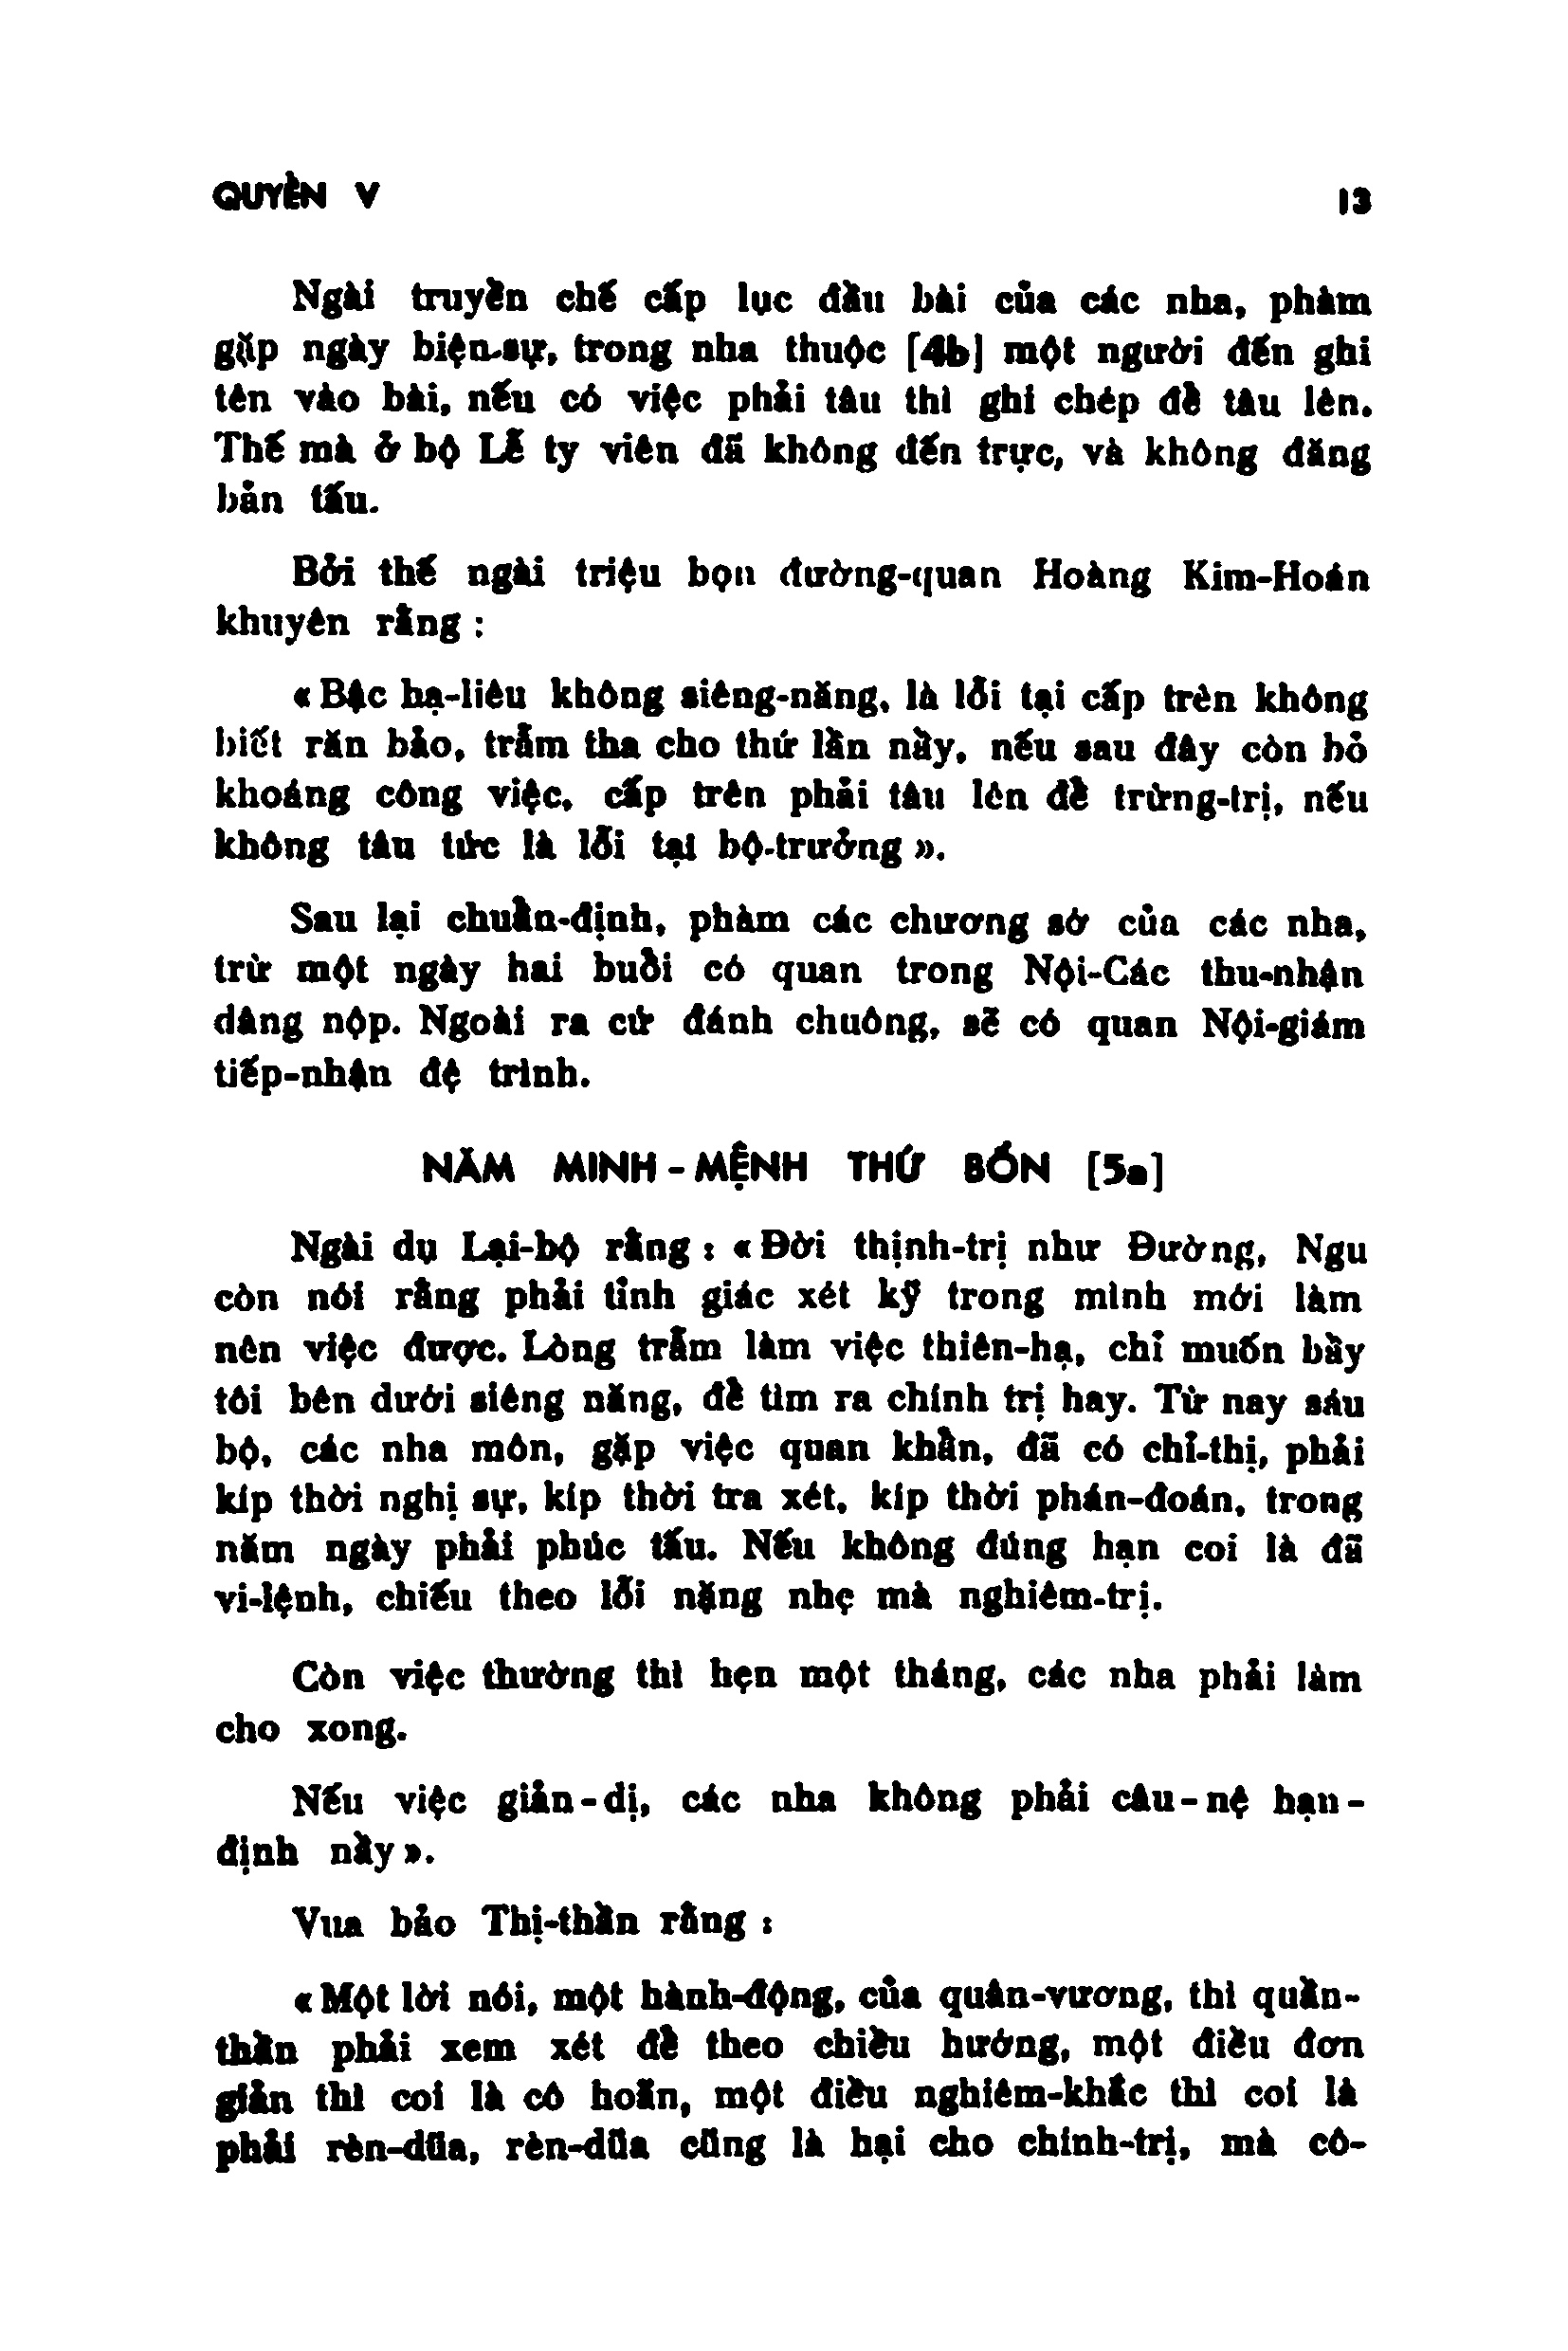 QUYỀN V 13
Ngài truyền chế cấp lục đầu bài của các nha, phàm
gặp ngày biện-sự, trong nha thuộc [4b] một người đến ghi
tên vào bài, nếu có việc phải tâu thì ghi chép để tâu lên.
Thế mà ở bộ Lễ ty viên đã không đến trực, và không đăng
bản tấu.
Bởi thế ngài triệu bọn đường-quan Hoàng Kim-Hoán
khuyên rằng :
« Bậc hạ-liêu không siêng-năng, là lỗi tại cấp trên không
biết răn bảo, trẫm tha cho thứ lần nầy, nếu sau đây còn bỏ
khoáng công việc, cấp trên phải tâu lên để trừng-trị, nếu
không tâu tức là lỗi tại bộ-trưởng ».
Sau lại chuẩn-định, phàm các chương sớ của các nha,
trừ một ngày hai buổi có quan trong Nội-Các thu-nhận
dâng nộp. Ngoài ra cứ đánh chuông, sẽ có quan Nội-giám
tiếp-nhận đệ trình.
NĂM MINH - MỆNH THỨ BỐN [5a]
Ngài dụ Lại-bộ rằng : « Đời thịnh-trị như Đường, Ngu
còn nói rằng phải tỉnh giác xét kỹ trong mình mới làm
nên việc được. Lòng trẫm làm việc thiên-hạ, chỉ muốn bầy
tôi bên dưới siêng năng, để tìm ra chính trị hay. Từ nay sáu
bộ, các nha môn, gặp việc quan khẩn, đã có chỉ-thị, phải
kíp thời nghị sự, kíp thời tra xét, kíp thời phán-đoán, trong
năm ngày phải phúc tấu. Nếu không đúng hạn coi là đã
vi-lệnh, chiếu theo lỗi nặng nhẹ mà nghiêm-trị.
Còn việc thường thì hẹn một tháng, các nha phải làm
cho xong.
Nếu việc giản - dị, các nha không phải câu - nệ hạn -
định nầy ».
Vua bảo Thị-thần rằng :
« Một lời nói, một hành-động, của quân-vương, thì quần-
thần phải xem xét để theo chiều hướng, một điều đơn
giản thì coi là cô hoãn, một điều nghiêm-khắc thì coi là
phải rèn-dũa, rèn-dũa cũng là hại cho chính-trị, mà cô-